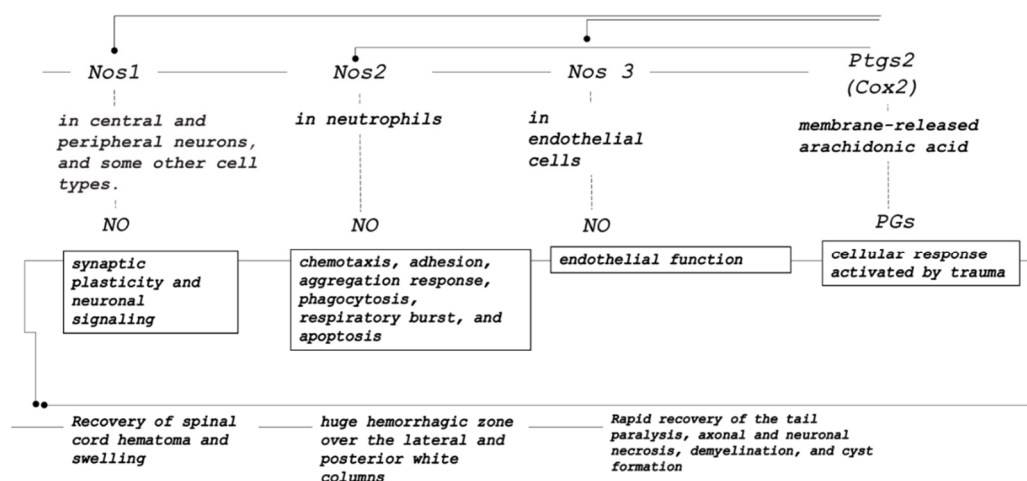 Nos1
Nos2
Nos 3
Ptgs2
(Cox2)
in central and
peripheral neurons,
and some other cell
types.
in neutrophils
in
endothelial
cells
membrane-released
arachidonic acid
NO
NO
NO
PGs
synaptic
plasticity and
neuronal
signaling
chemotaxis, adhesion,
aggregation response,
phagocytosis,
respiratory burst, and
apoptosis
endothelial function
cellular response
activated by trauma
Recovery of spinal
cord hematoma and
swelling
huge hemorrhagic zone
over the lateral and
posterior white
columns
Rapid recovery of the tail
paralysis, axonal and neuronal
necrosis, demyelination, and cyst
formation